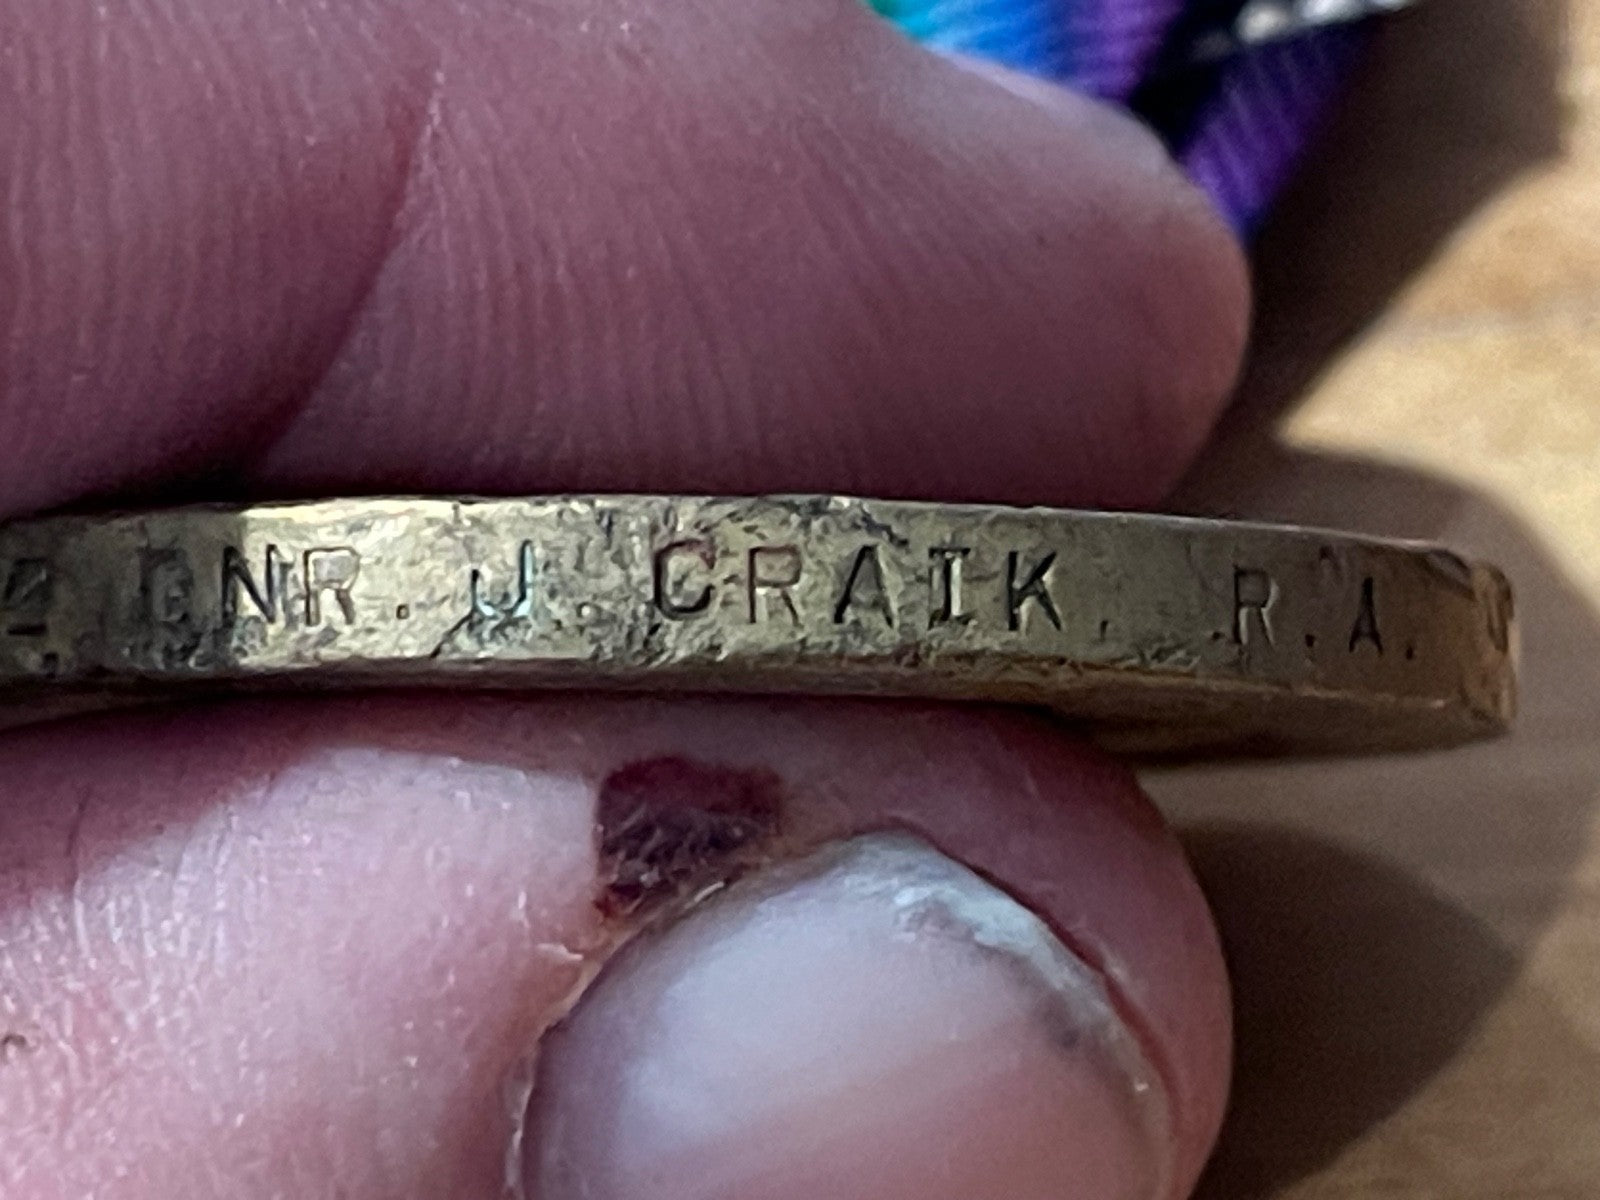 GNR. J. CRAIK. R.A.